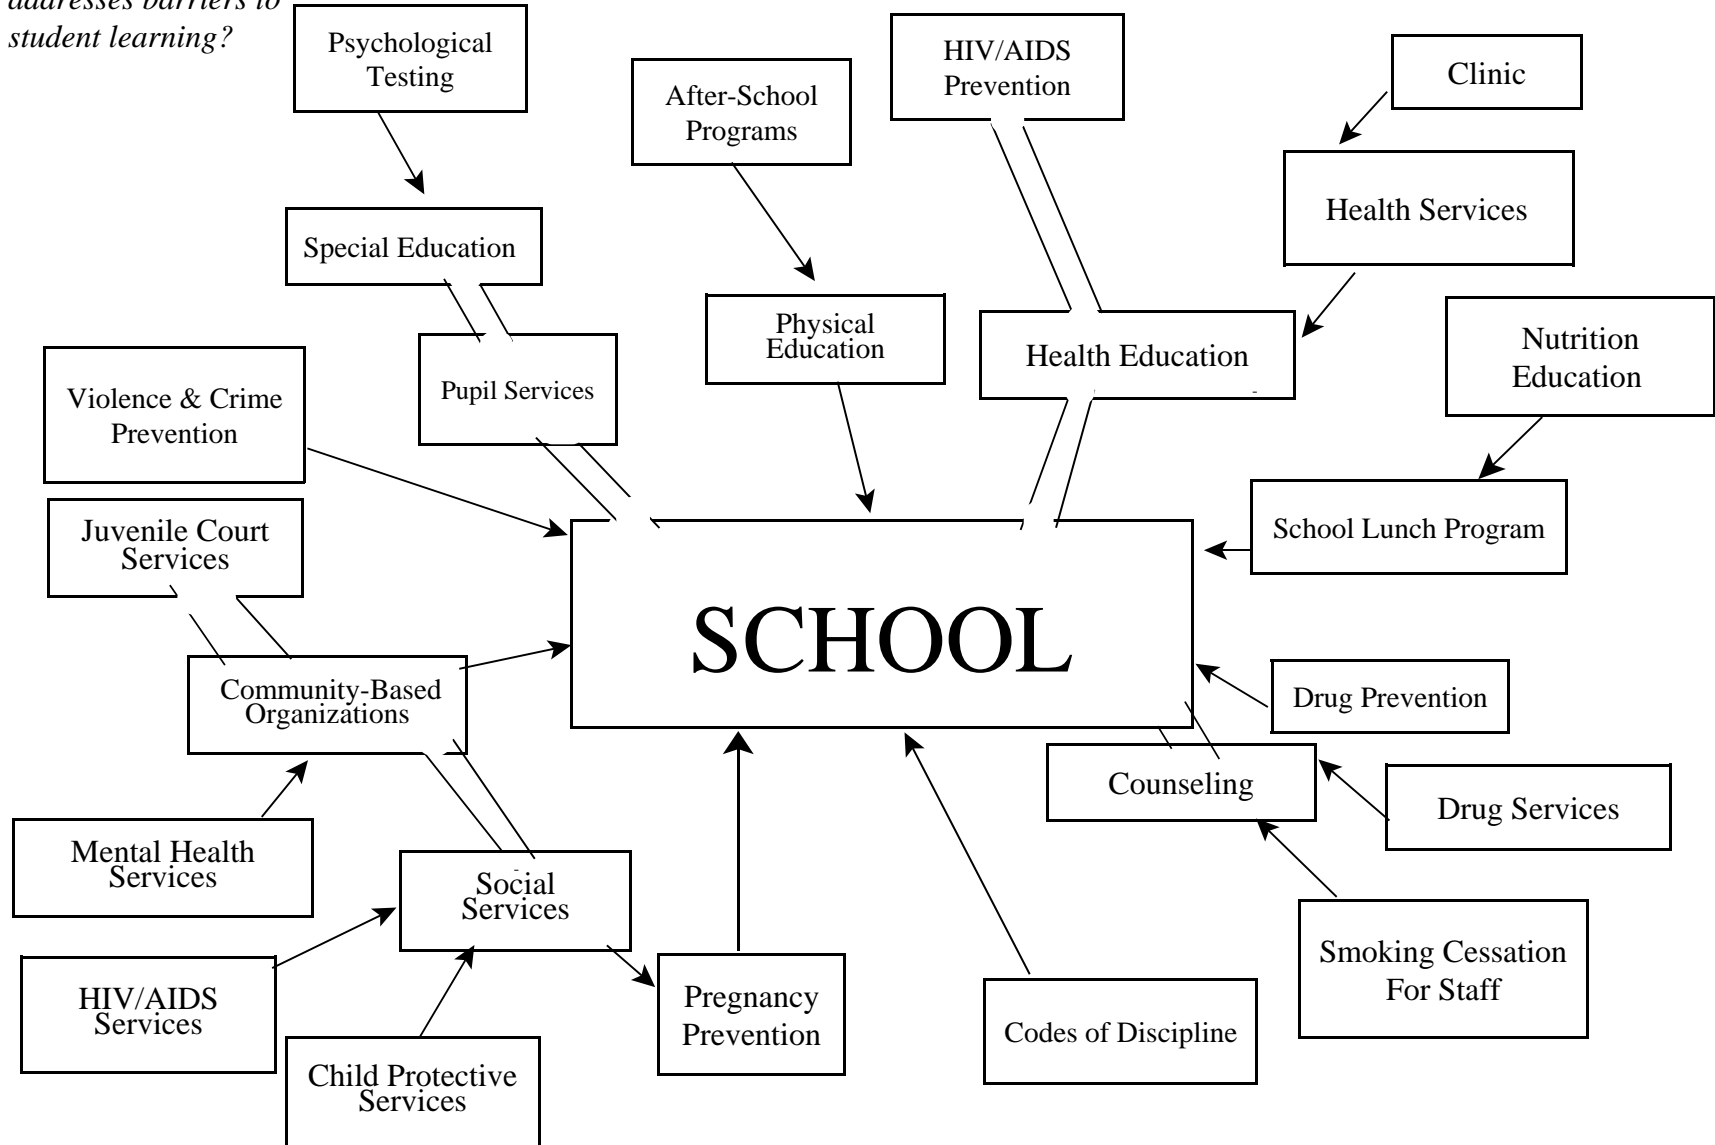 addresses barriers to
student learning?
Psychological
Testing
After-School
Programs
HIV/AIDS
Prevention
Clinic
Health Services
Special Education
Physical
Education
Health Education
Nutrition
Education
Pupil Services
Violence & Crime
Prevention
School Lunch Program
Juvenile Court
Services
SCHOOL
Community-Based
Organizations
Drug Prevention
Counseling
Drug Services
Mental Health
Services
Social
Services
Smoking Cessation
For Staff
HIV/AIDS
Services
Pregnancy
Prevention
Codes of Discipline
Child Protective
Services